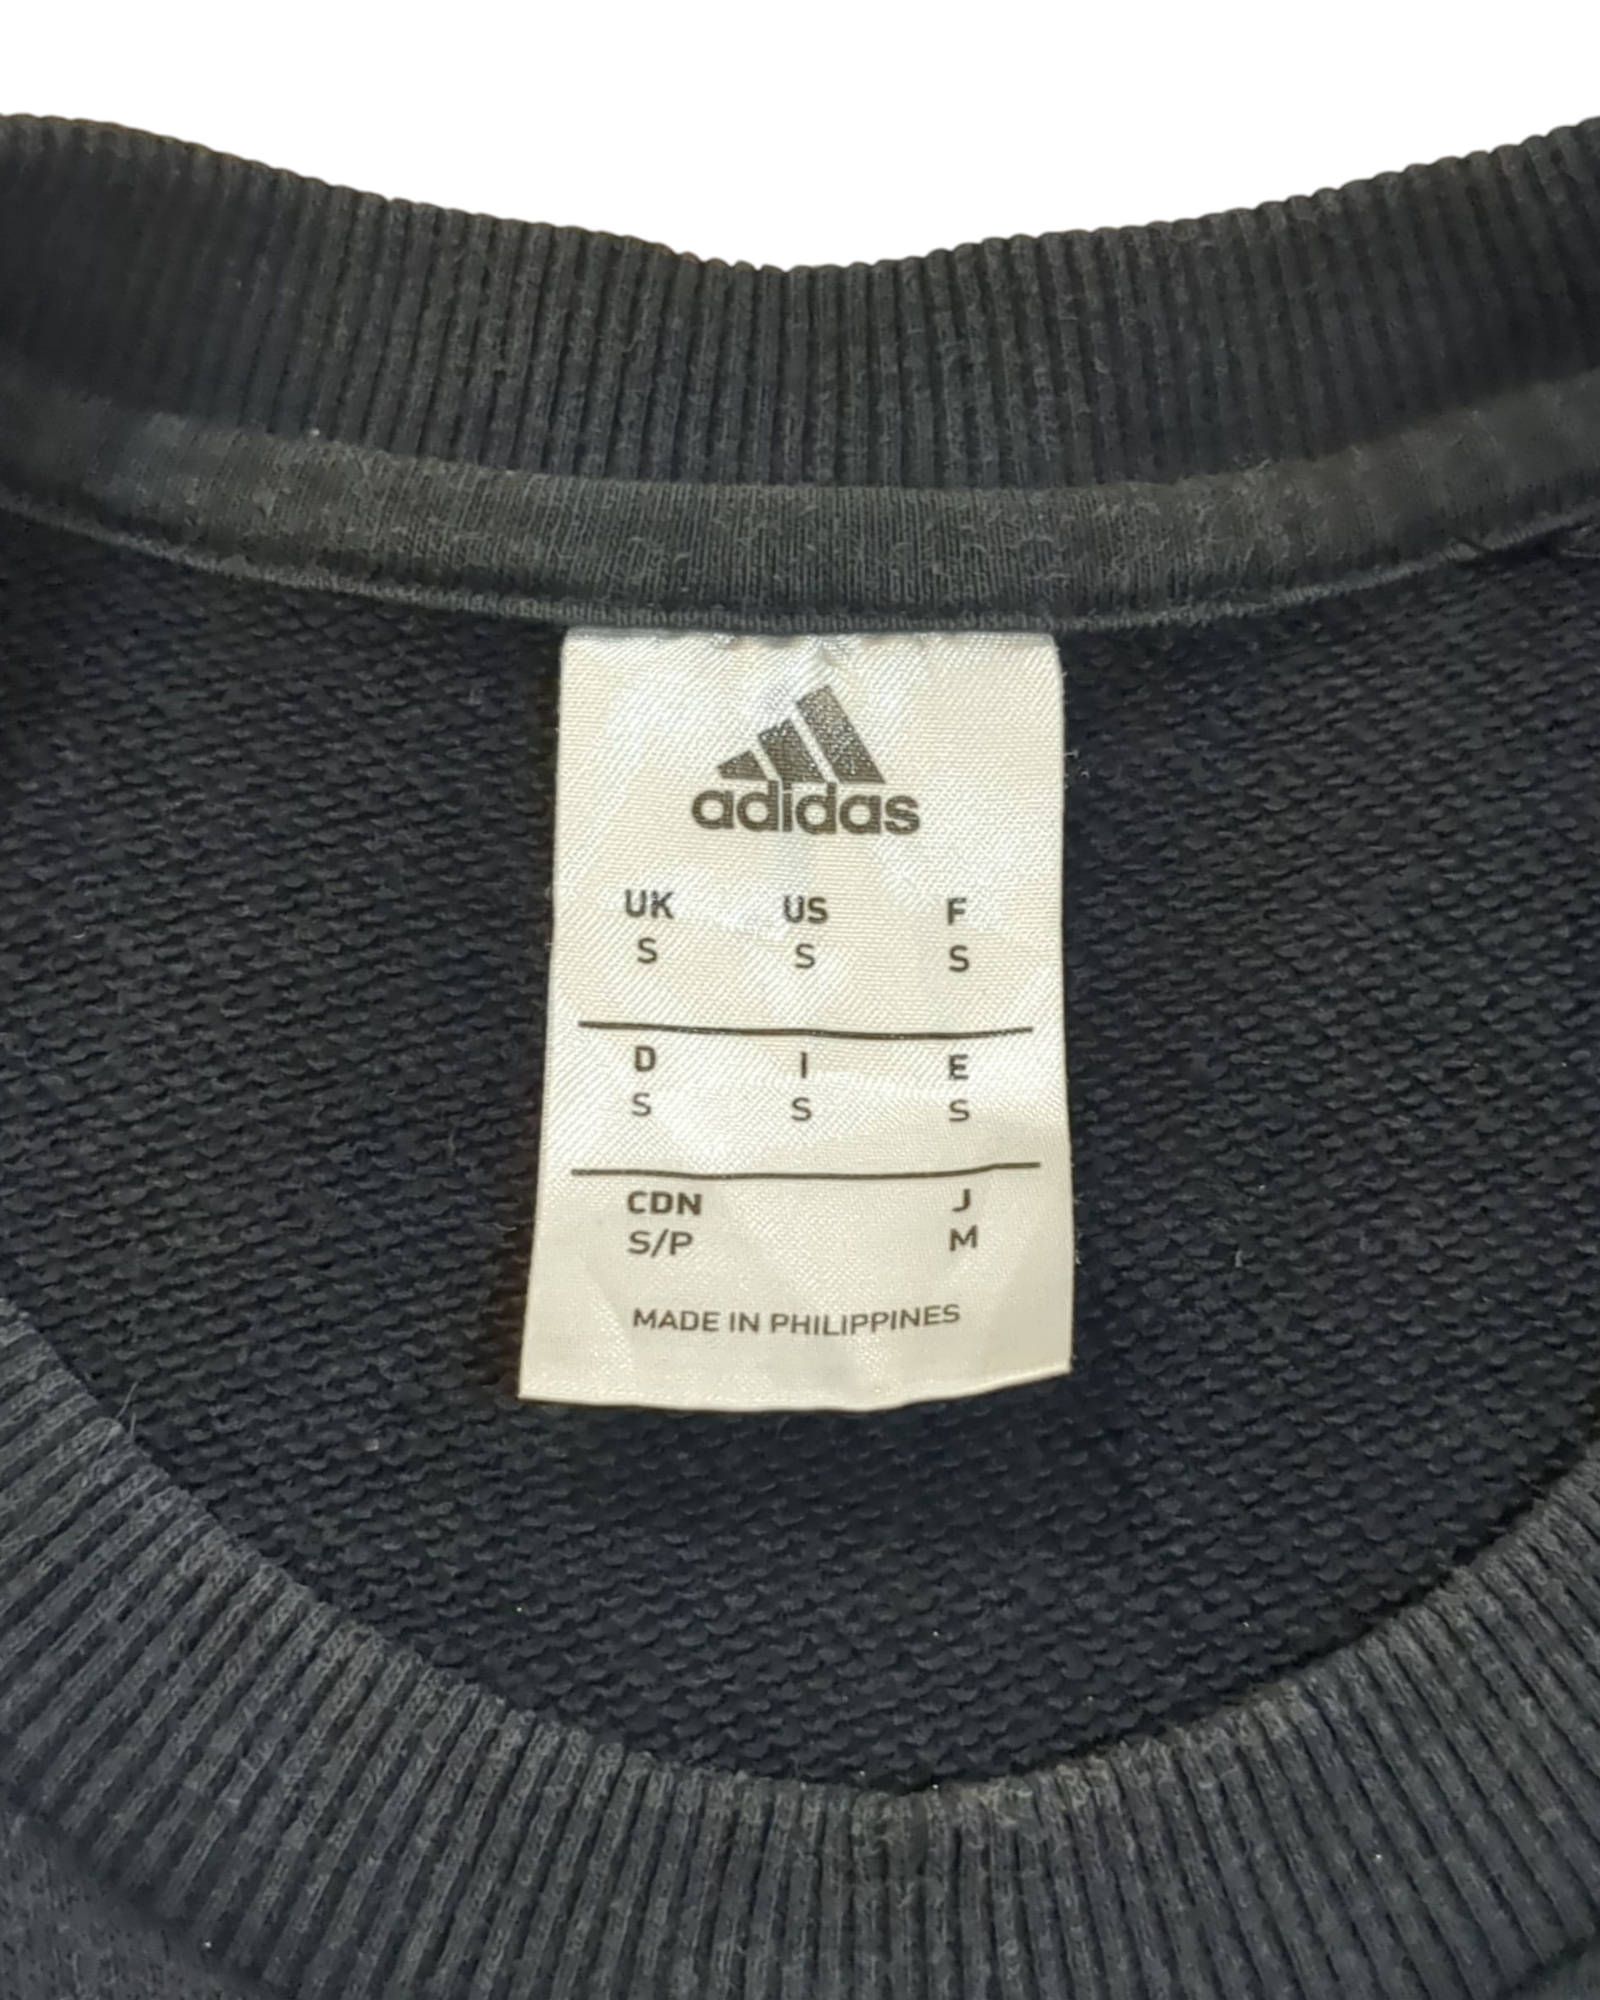 adidas
UK US F
S S S
D I E
S S S
CDN J
S/P M
MADE IN PHILIPPINES